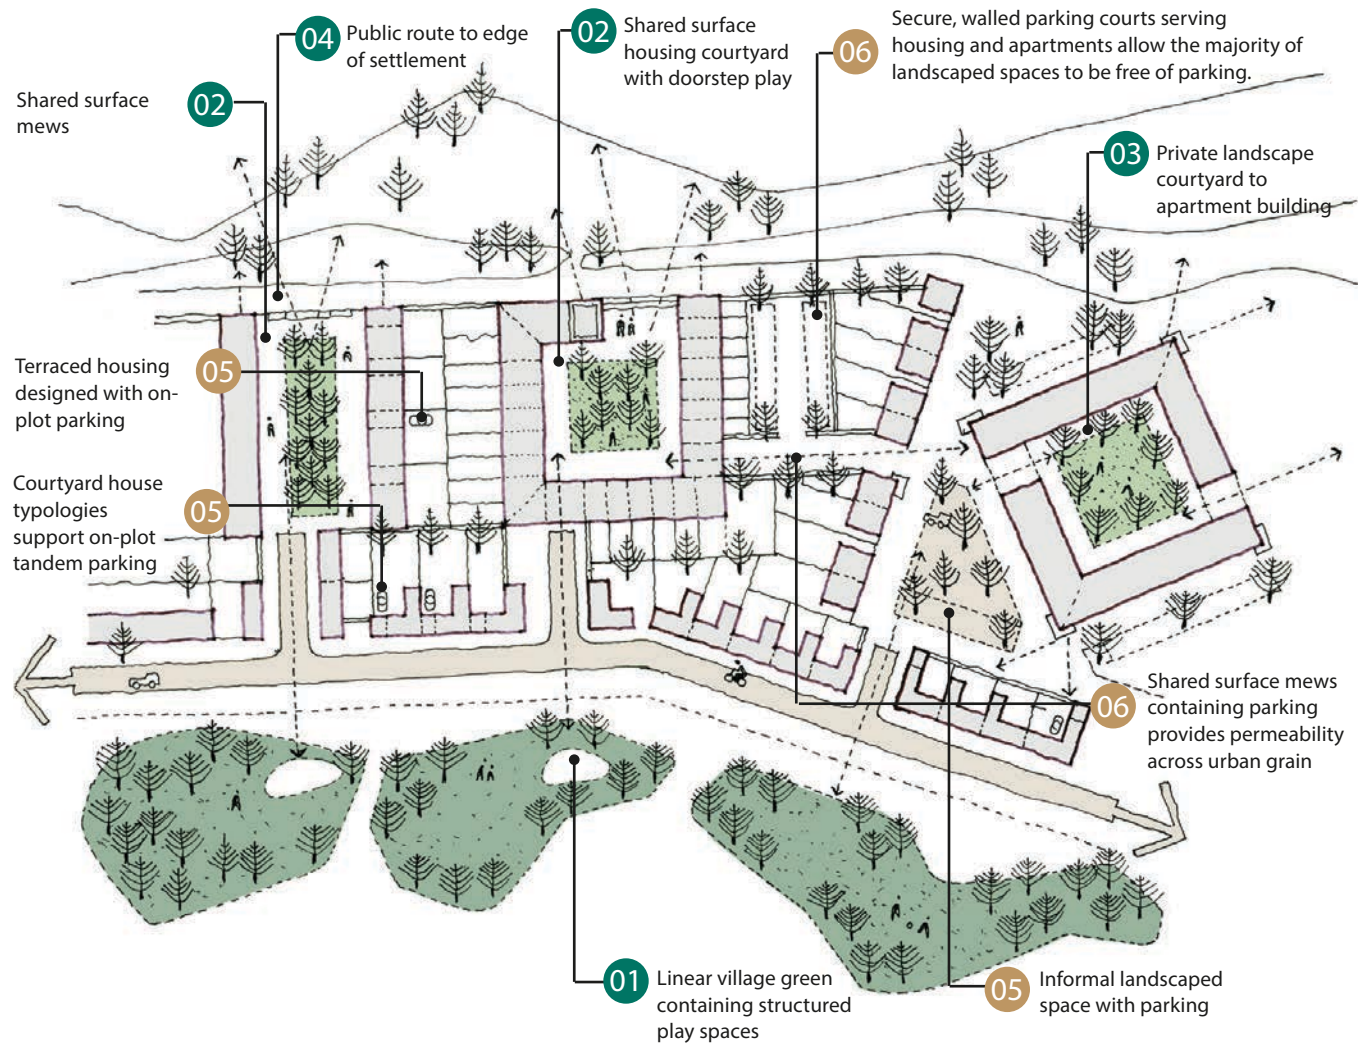 04
Public route to edge
of settlement
02
Shared surface
housing courtyard
with doorstep play
06
Secure, walled parking courts serving
housing and apartments allow the majority of
landscaped spaces to be free of parking.
Shared surface
mews
02
03
Private landscape
courtyard to
apartment building
Terraced housing
designed with on-
plot parking
05
Courtyard house
typologies
support on-plot
tandem parking
05
06
Shared surface mews
containing parking
provides permeability
across urban grain
01
Linear village green
containing structured
play spaces
05
Informal landscaped
space with parking